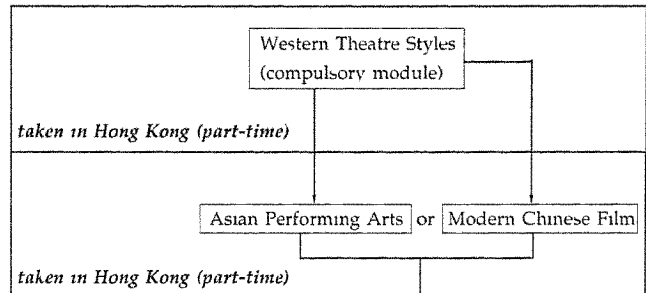 Western Theatre Styles
(compulsory module)
taken in Hong Kong (part-time)
Asian Performing Arts or Modern Chinese Film
taken in Hong Kong (part-time)